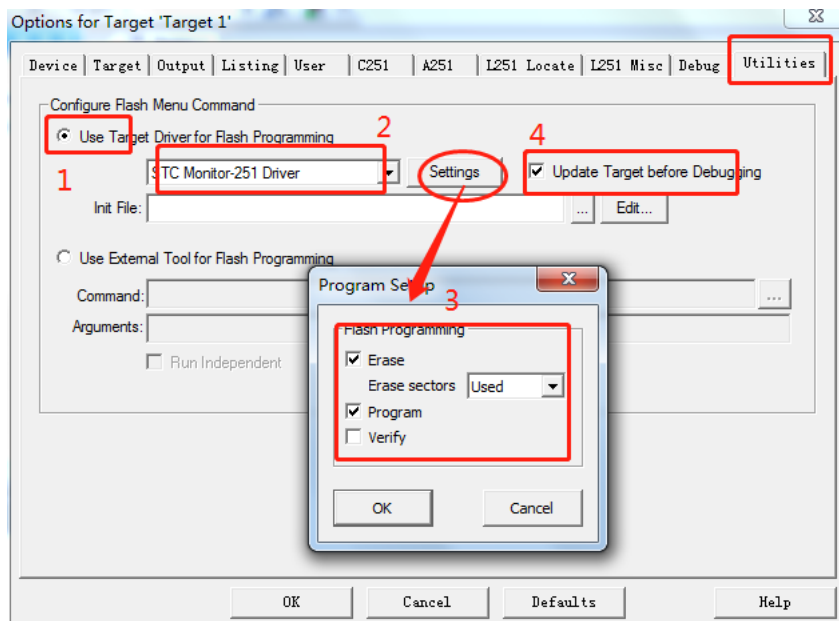 Options for Target 'Target 1'
Device Target Output Listing User C251 A251 L251 Locate L251 Misc Debug Utilities
Configure Flash Menu Command
Use Target Driver for Flash Programming
2
4
1
STC Monitor-251 Driver
Settings
Update Target before Debugging
Init File:
...
Edit...
Use External Tool for Flash Programming
Command:
...
Arguments:
Run Independent
Program Setup
3
Flash Programming
Erase
Erase sectors Used
Program
Verify
OK Cancel
OK Cancel Defaults Help